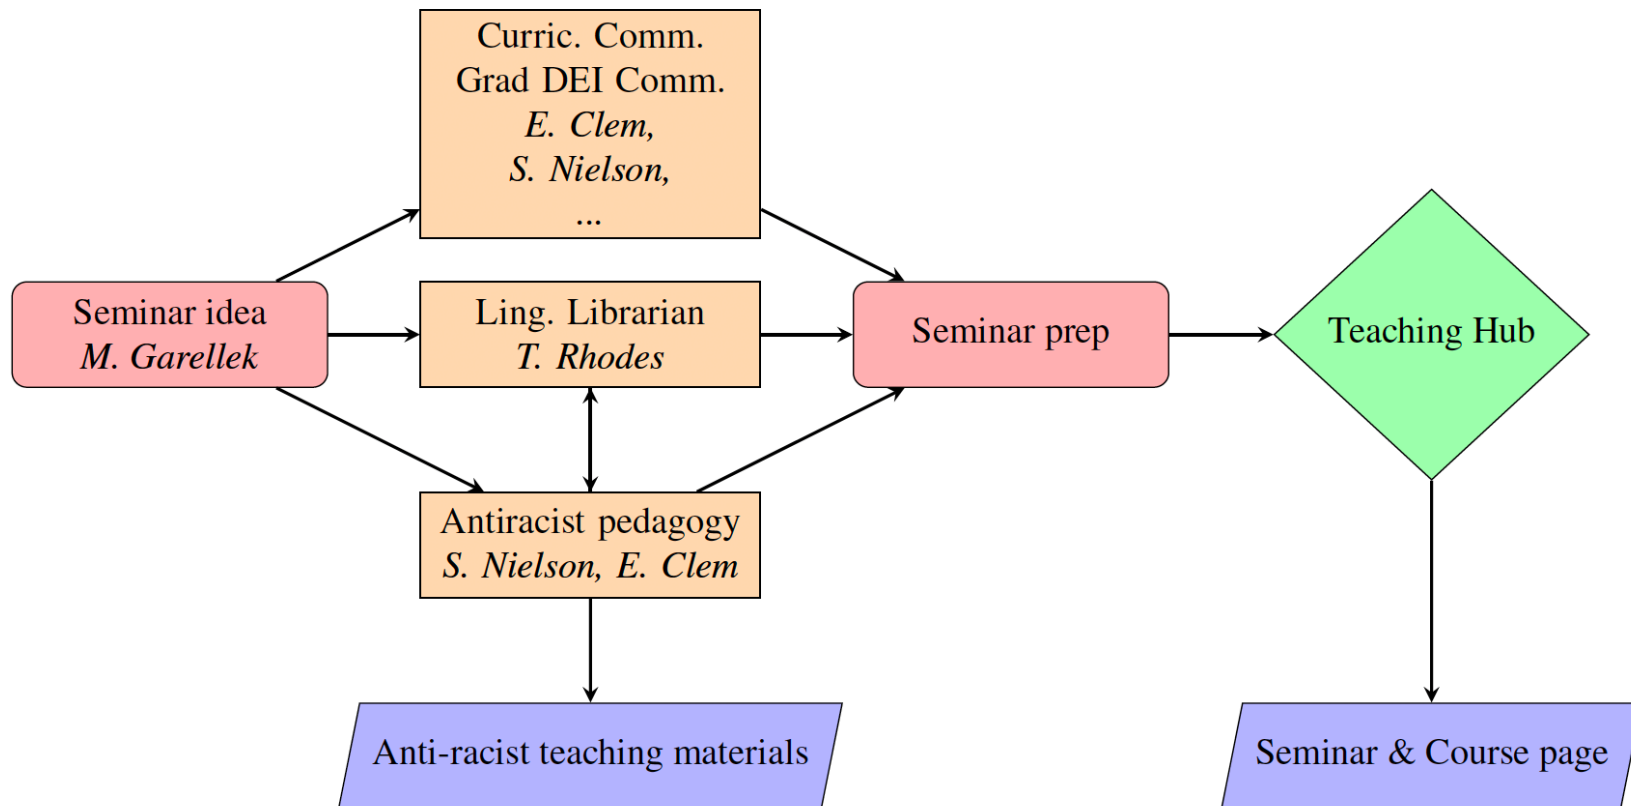 Curric. Comm.
Grad DEI Comm.
E. Clem,
S. Nielson,
...
Seminar idea
M. Garellek
Ling. Librarian
T. Rhodes
Seminar prep
Teaching Hub
Antiracist pedagogy
S. Nielson, E. Clem
Anti-racist teaching materials
Seminar & Course page